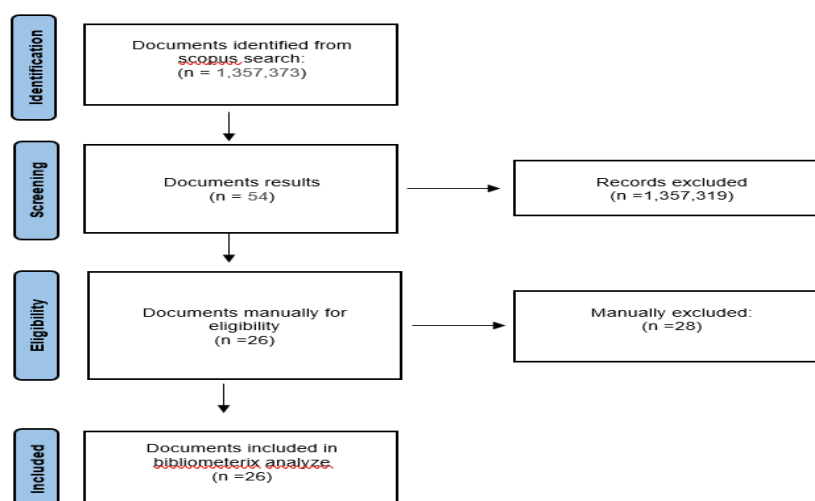 Identification
Documents identified from
scopus search:
(n = 1,357,373)
Screening
Documents results
(n = 54)
Records excluded
(n =1,357,319)
Eligibility
Documents manually for
eligibility
(n =26)
Manually excluded:
(n =28)
Included
Documents included in
bibliometerix analyze
(n =26)